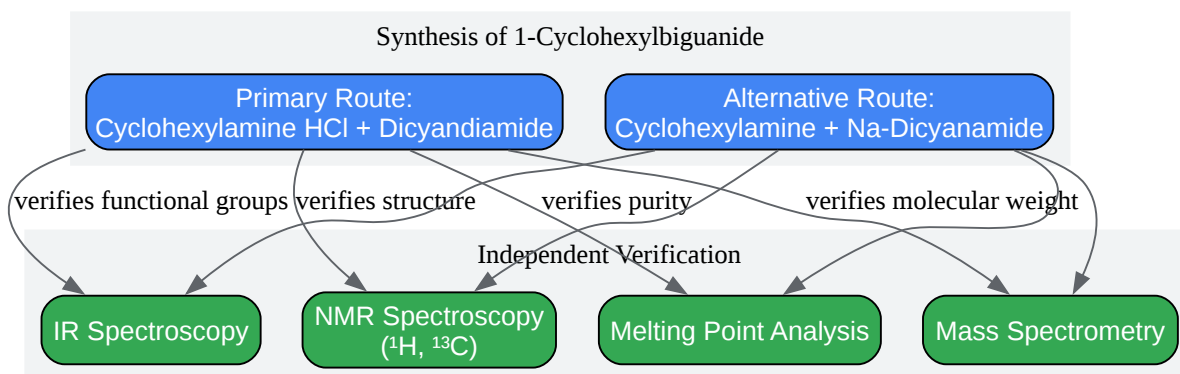 Synthesis of 1-Cyclohexylbiguanide
Primary Route:
Cyclohexylamine HCl + Dicyandiamide
Alternative Route:
Cyclohexylamine + Na-Dicyanamide
verifies functional groups
verifies structure
verifies purity
verifies molecular weight
Independent Verification
IR Spectroscopy
NMR Spectroscopy
(¹H, ¹³C)
Melting Point Analysis
Mass Spectrometry